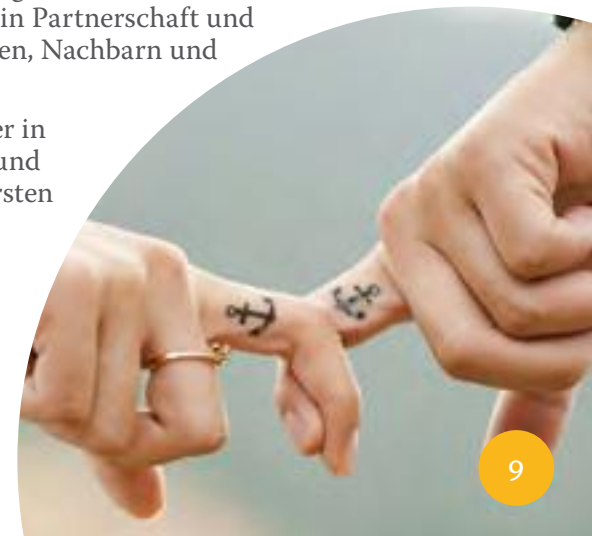 in Partnerschaft und
en, Nachbarn und
er in
und
rsten
9